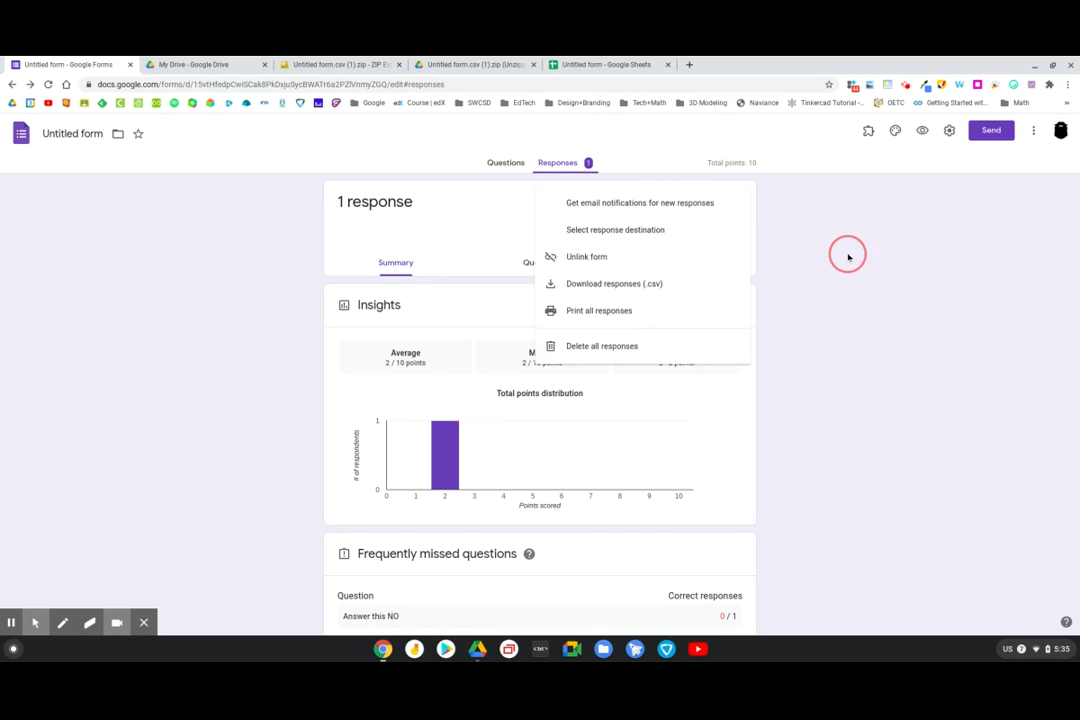 Untitled form - Google Forms
My Drive - Google Drive
Untitled form.csv (1).zip - ZIP Ex
Untitled form.csv (1).zip (Unzip
Untitled form - Google Sheets
docs.google.com/forms/d/15vtHfedpCwiSCak8PkDxjuSycBWATr6a2PZlVnmyZGQ/edit#responses
Google
Course | edX
SWCSD
EdTech
Design+Branding
Tech+Math
3D Modeling
Naviance
Tinkercad Tutorial -...
OETC
Getting Started wit...
Math
Untitled form
Send
Questions
Responses 1
Total points: 10
1 response
Get email notifications for new responses
Select response destination
Unlink form
Download responses (.csv)
Print all responses
Delete all responses
Summary
Qu
Insights
Average
2 / 10 points
M
2 /
Total points distribution
# of respondents
1
0
0 1 2 3 4 5 6 7 8 9 10
Points scored
Frequently missed questions
Question
Correct responses
Answer this NO
0 / 1
US
5:35